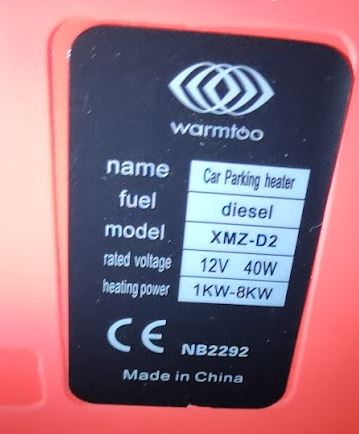 warmtoo
name Car Parking heater
fuel diesel
model XMZ-D2
rated voltage 12V 40W
heating power 1KW-8KW
CE NB2292
Made in China